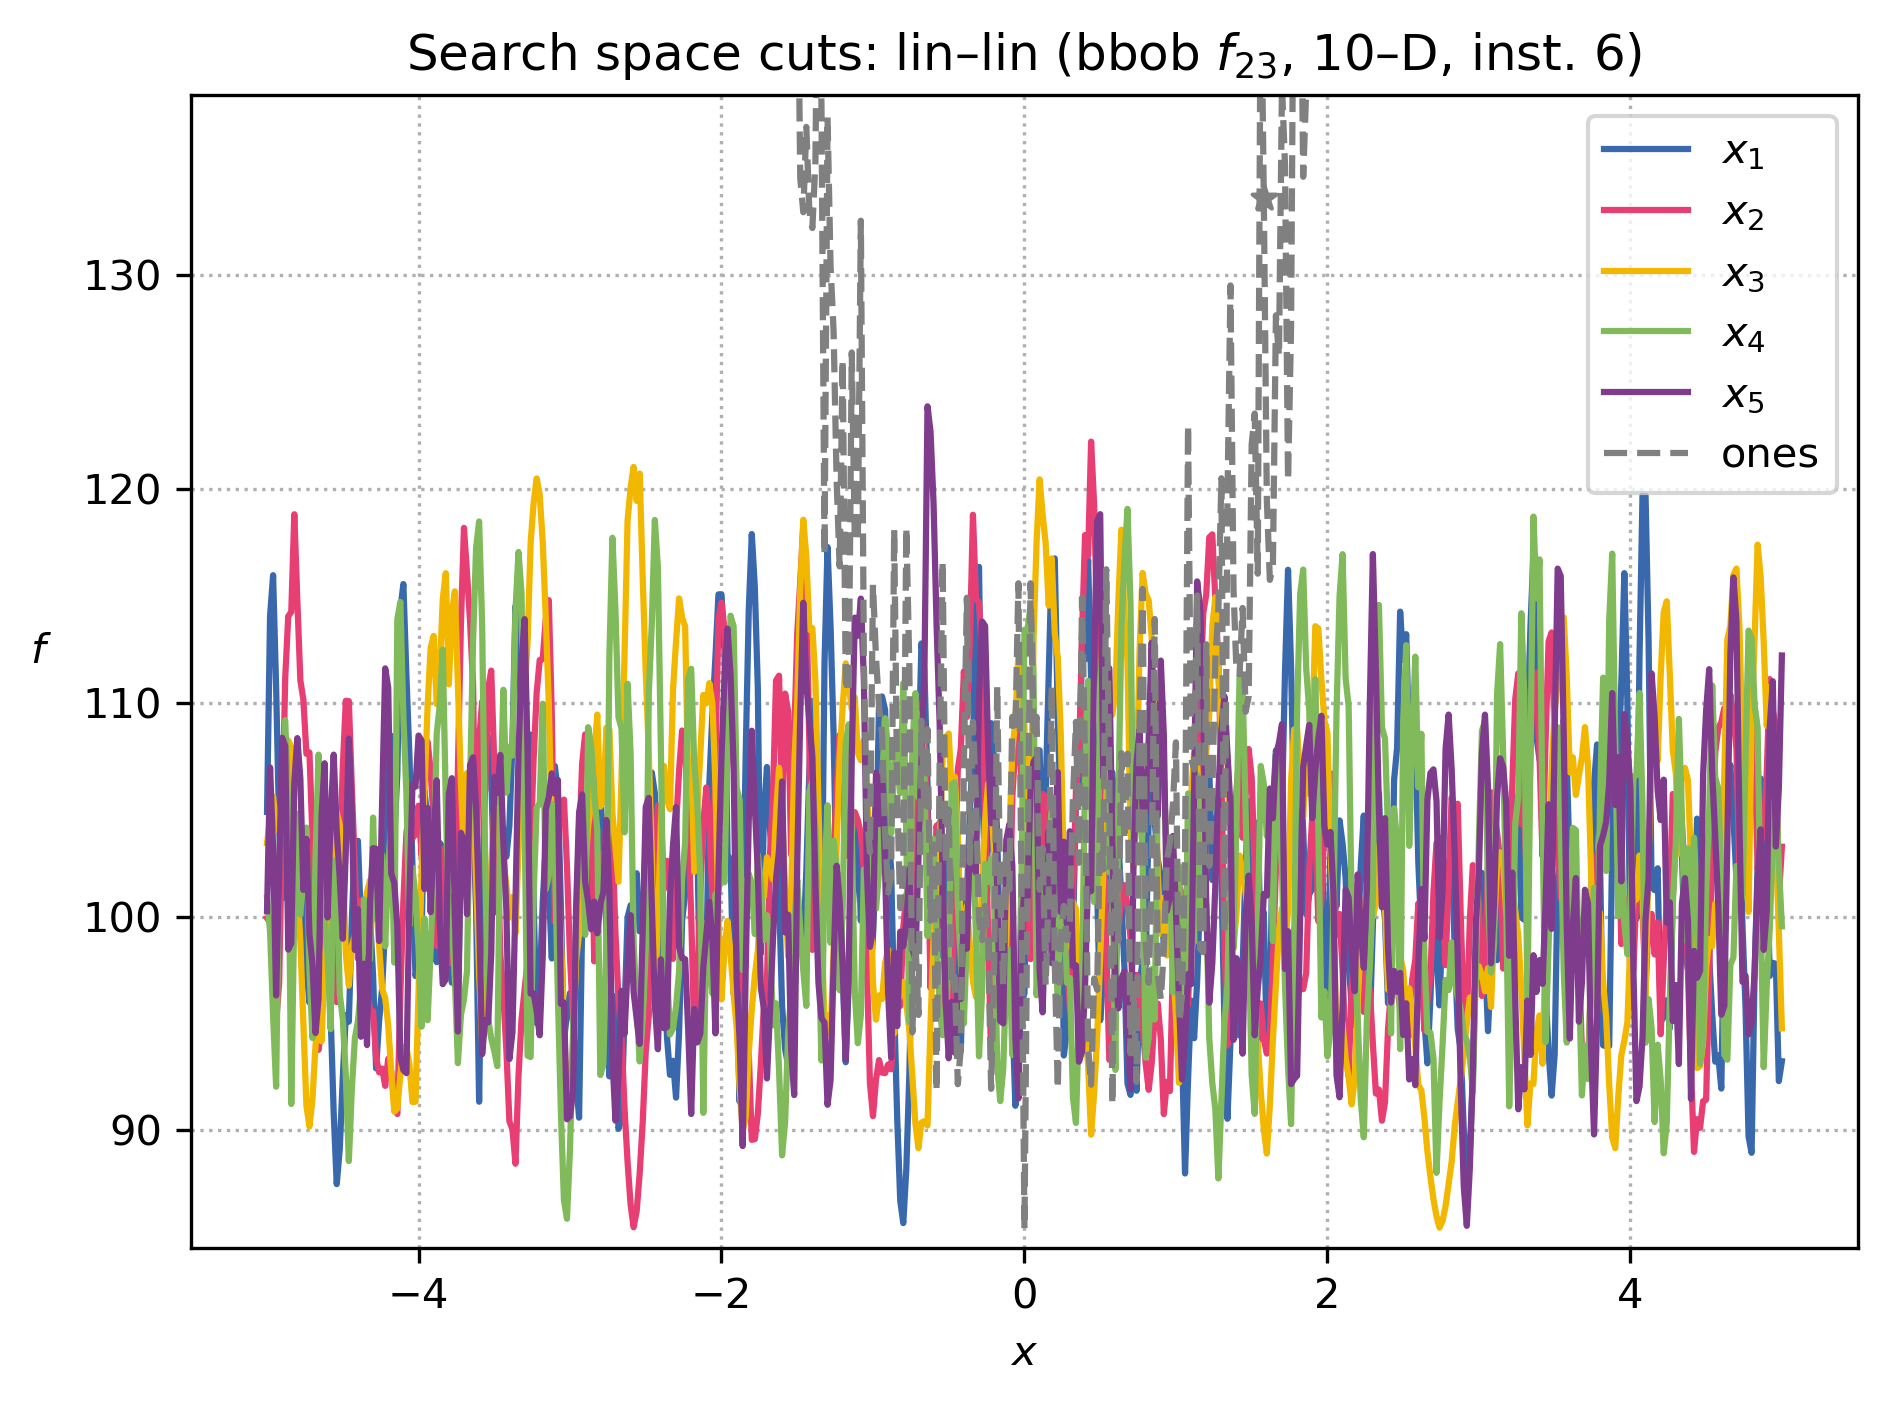 Search space cuts: lin–lin (bbob f₂₃, 10–D, inst. 6)
130
120
110
100
90
f
−4
−2
0
2
4
x
x₁
x₂
x₃
x₄
x₅
ones